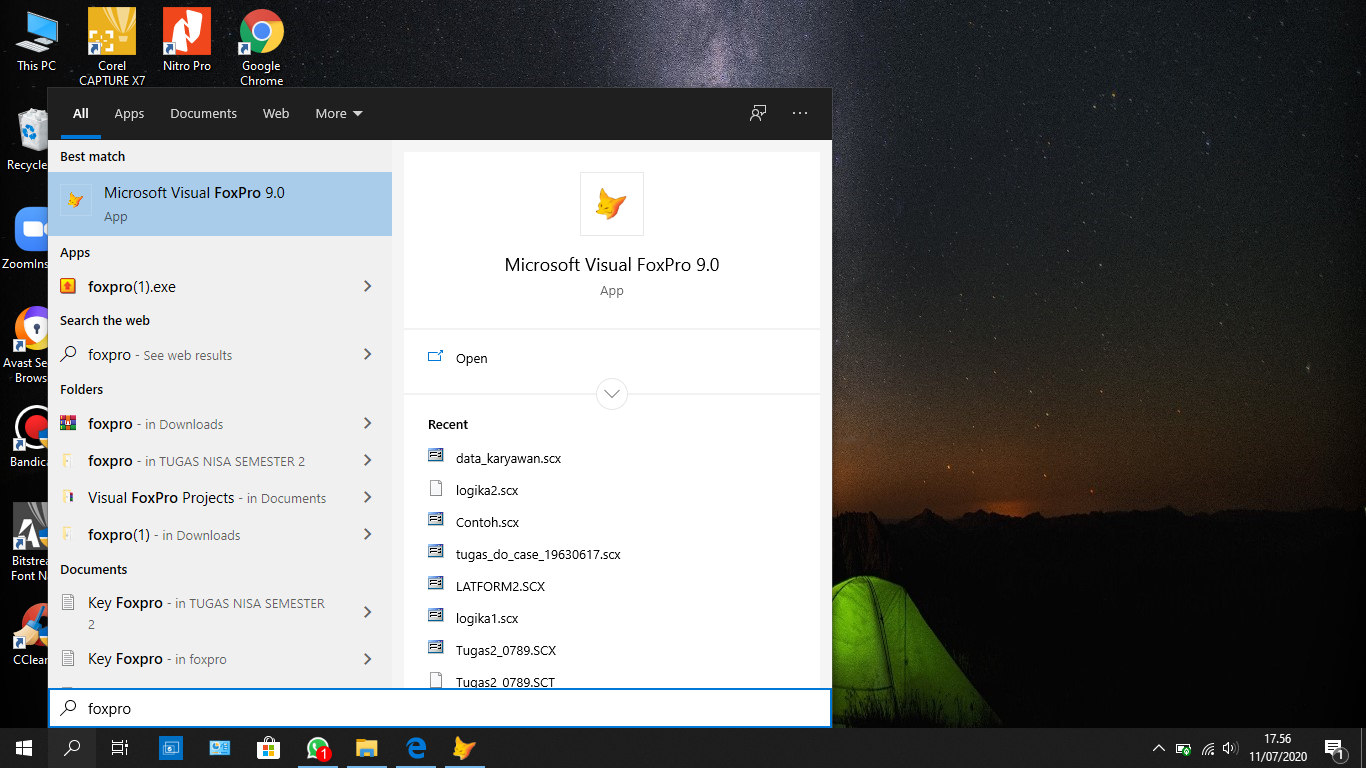 This PC
Corel
CAPTURE X7
Nitro Pro
Google
Chrome
Recycle
ZoomIns
Avast Se
Brows
Bandic
Bitstre
Font N
CClea
All
Apps
Documents
Web
More
Best match
Microsoft Visual FoxPro 9.0
App
Apps
foxpro(1).exe
Search the web
foxpro - See web results
Folders
foxpro - in Downloads
foxpro - in TUGAS NISA SEMESTER 2
Visual FoxPro Projects - in Documents
foxpro(1) - in Downloads
Documents
Key Foxpro - in TUGAS NISA SEMESTER
2
Key Foxpro - in foxpro
Microsoft Visual FoxPro 9.0
App
Open
Recent
data_karyawan.scx
logika2.scx
Contoh.scx
tugas_do_case_19630617.scx
LATFORM2.SCX
logika1.scx
Tugas2_0789.SCX
Tugas2_0789.SCT
foxpro
1
17.56
11/07/2020
1